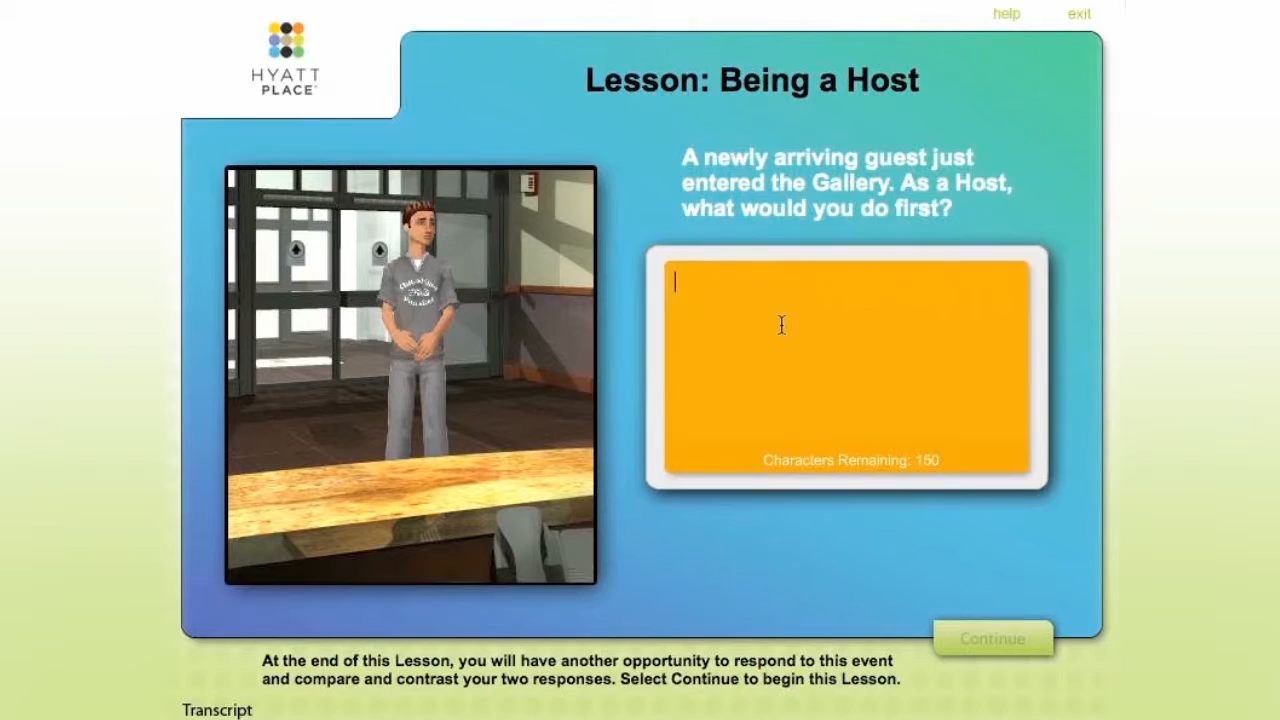 help
exit
HYATT
PLACE
Lesson: Being a Host
A newly arriving guest just
entered the Gallery. As a Host,
what would you do first?
Characters Remaining: 150
Continue
At the end of this Lesson, you will have another opportunity to respond to this event
and compare and contrast your two responses. Select Continue to begin this Lesson.
Transcript